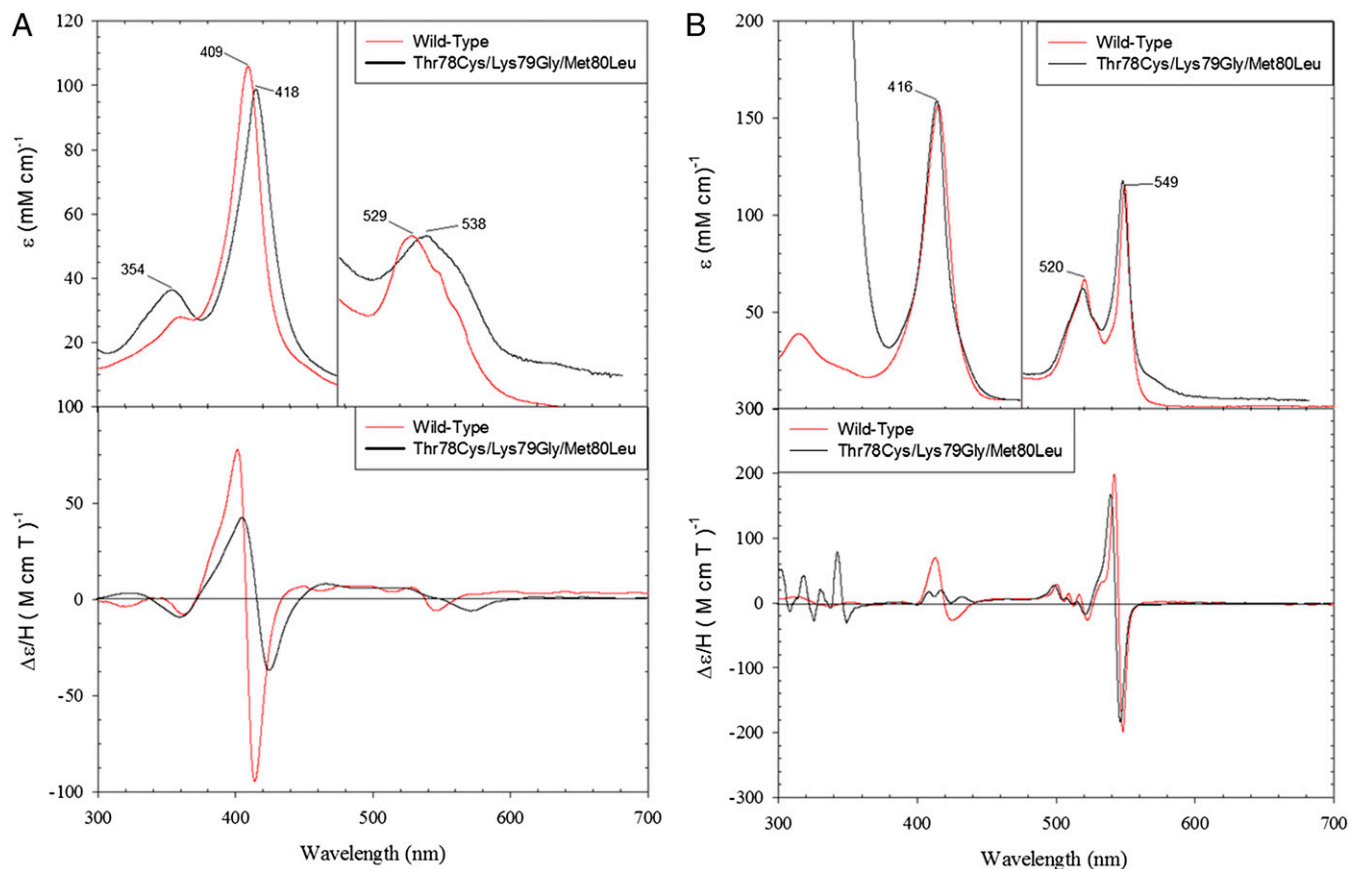 A
Wild-Type
Thr78Cys/Lys79Gly/Met80Leu
120
100
80
60
40
20
409
418
354
529
538
ε (mM cm)⁻¹
Wild-Type
Thr78Cys/Lys79Gly/Met80Leu
100
50
0
-50
-100
Δε/H ( M cm T )⁻¹
300 400 500 600 700
Wavelength (nm)
B
Wild-Type
Thr78Cys/Lys79Gly/Met80Leu
200
150
100
50
416
520
549
ε (mM cm)⁻¹
Wild-Type
Thr78Cys/Lys79Gly/Met80Leu
300
200
100
0
-100
-200
-300
Δε/H ( M cm T )⁻¹
300 400 500 600 700
Wavelength (nm)